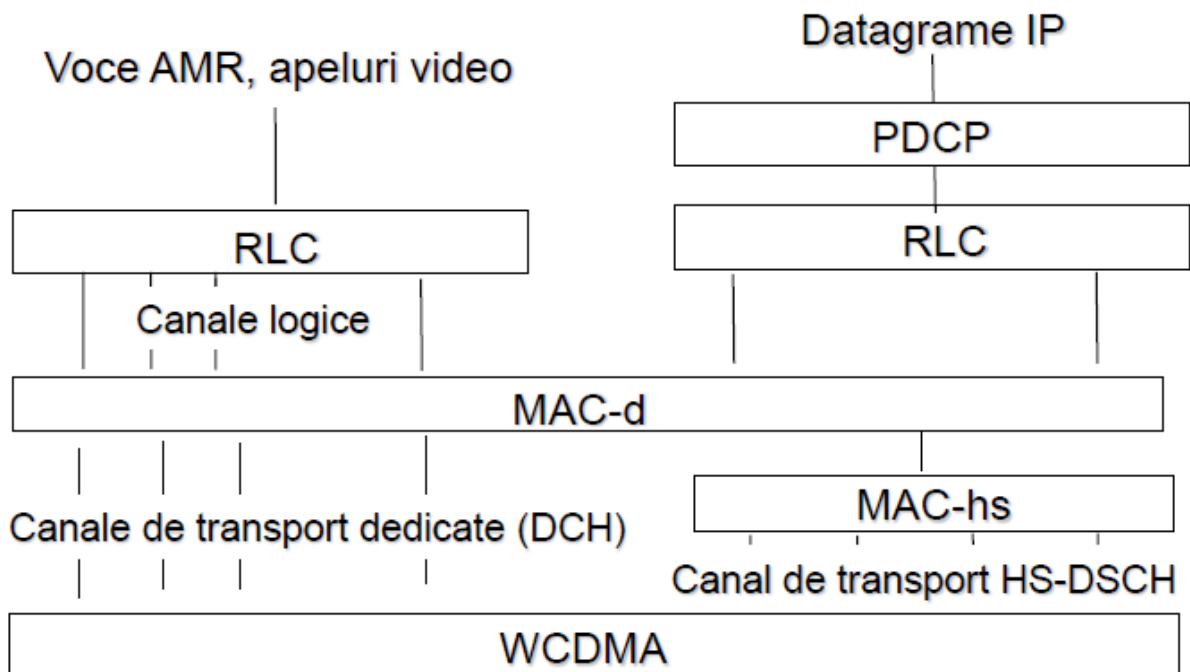 Datagrame IP
Voce AMR, apeluri video
PDCP
RLC
RLC
Canale logice
MAC-d
MAC-hs
Canale de transport dedicate (DCH)
Canal de transport HS-DSCH
WCDMA